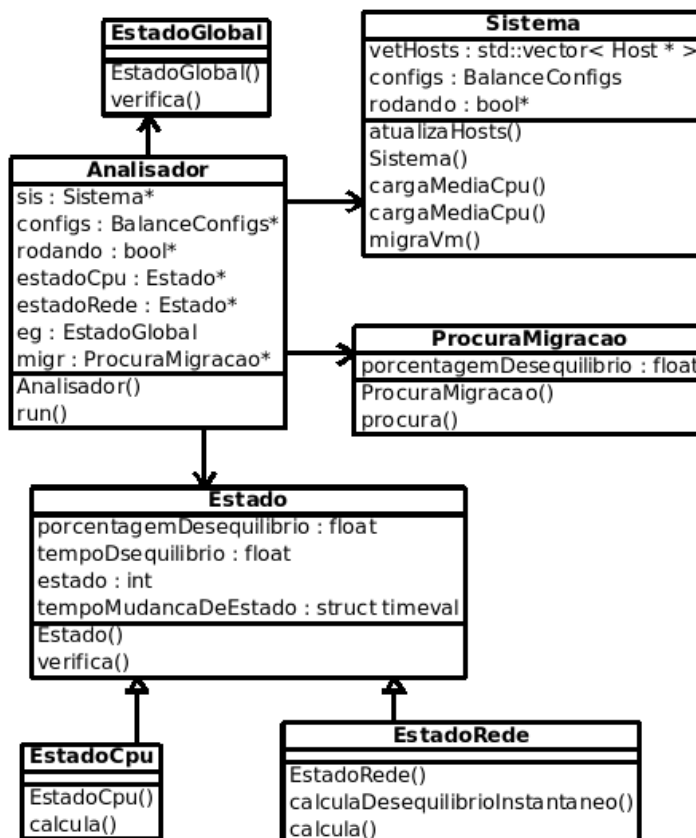 EstadoGlobal
EstadoGlobal()
verifica()
Sistema
vetHosts : std::vector< Host * >
configs : BalanceConfigs
rodando : bool*
atualizaHosts()
Sistema()
cargaMediaCpu()
cargaMediaCpu()
migraVm()
Analisador
sis : Sistema*
configs : BalanceConfigs*
rodando : bool*
estadoCpu : Estado*
estadoRede : Estado*
eg : EstadoGlobal
migr : ProcuraMigracao*
Analisador()
run()
ProcuraMigracao
porcentagemDesequilibrio : float
ProcuraMigracao()
procura()
Estado
porcentagemDesequilibrio : float
tempoDsequilibrio : float
estado : int
tempoMudancaDeEstado : struct timeval
Estado()
verifica()
EstadoCpu
EstadoCpu()
calcula()
EstadoRede
EstadoRede()
calculaDesequilibrioInstantaneo()
calcula()